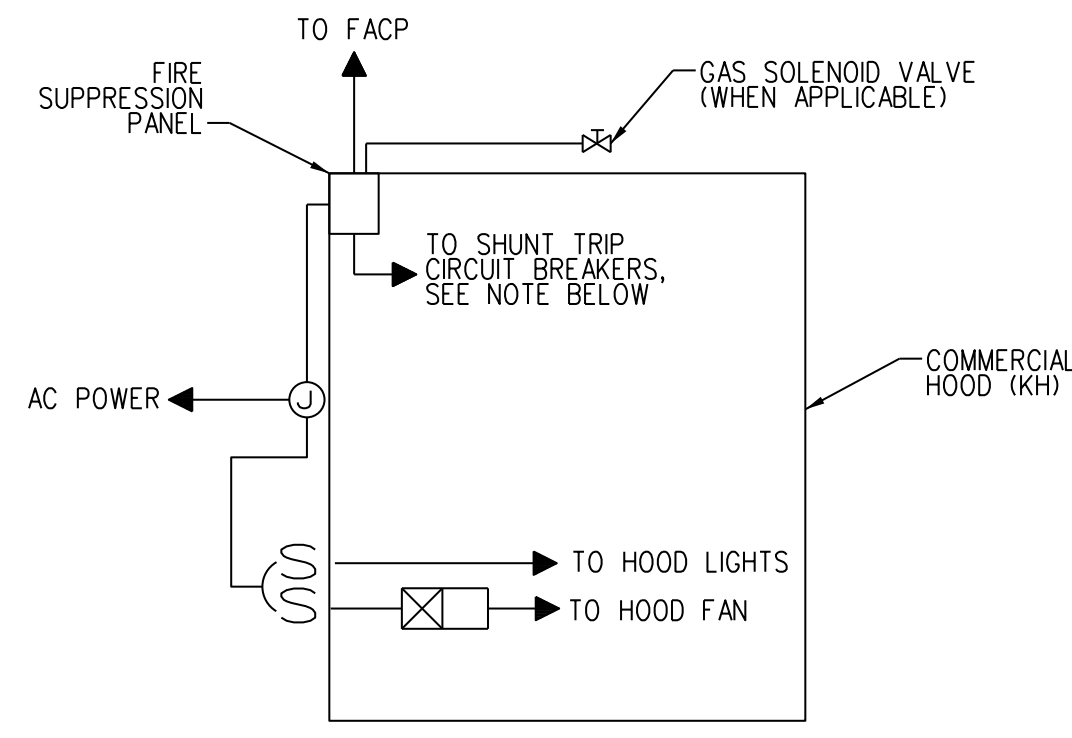 TO FACP
FIRE
SUPPRESSION
PANEL
GAS SOLENOID VALVE
(WHEN APPLICABLE)
TO SHUNT TRIP
CIRCUIT BREAKERS,
SEE NOTE BELOW
COMMERCIAL
HOOD (KH)
AC POWER
J
S
TO HOOD LIGHTS
S
TO HOOD FAN